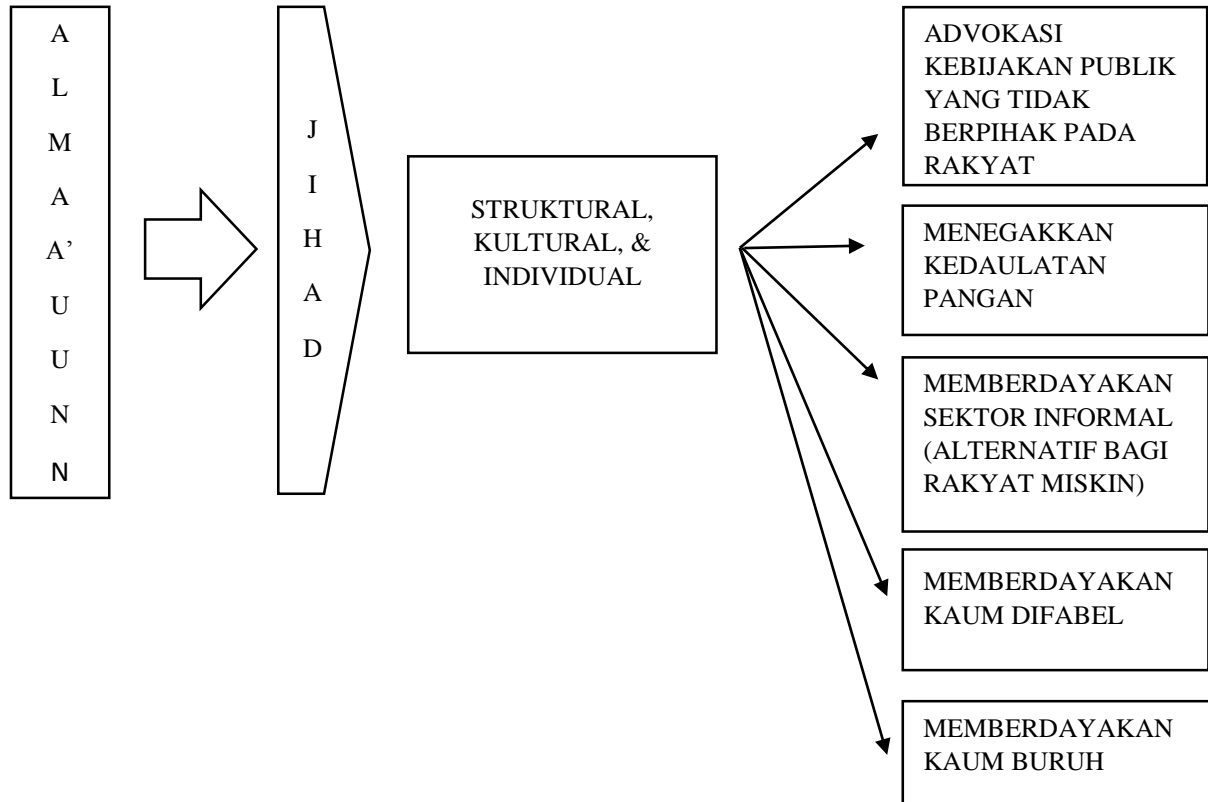 A
L
M
A
A'
U
U
N
N
J
I
H
A
D
STRUKTURAL,
KULTURAL, &
INDIVIDUAL
ADVOKASI
KEBIJAKAN PUBLIK
YANG TIDAK
BERPIHAK PADA
RAKYAT
MENEGAKKAN
KEDAULATAN
PANGAN
MEMBERDAYAKAN
SEKTOR INFORMAL
(ALTERNATIF BAGI
RAKYAT MISKIN)
MEMBERDAYAKAN
KAUM DIFABEL
MEMBERDAYAKAN
KAUM BURUH